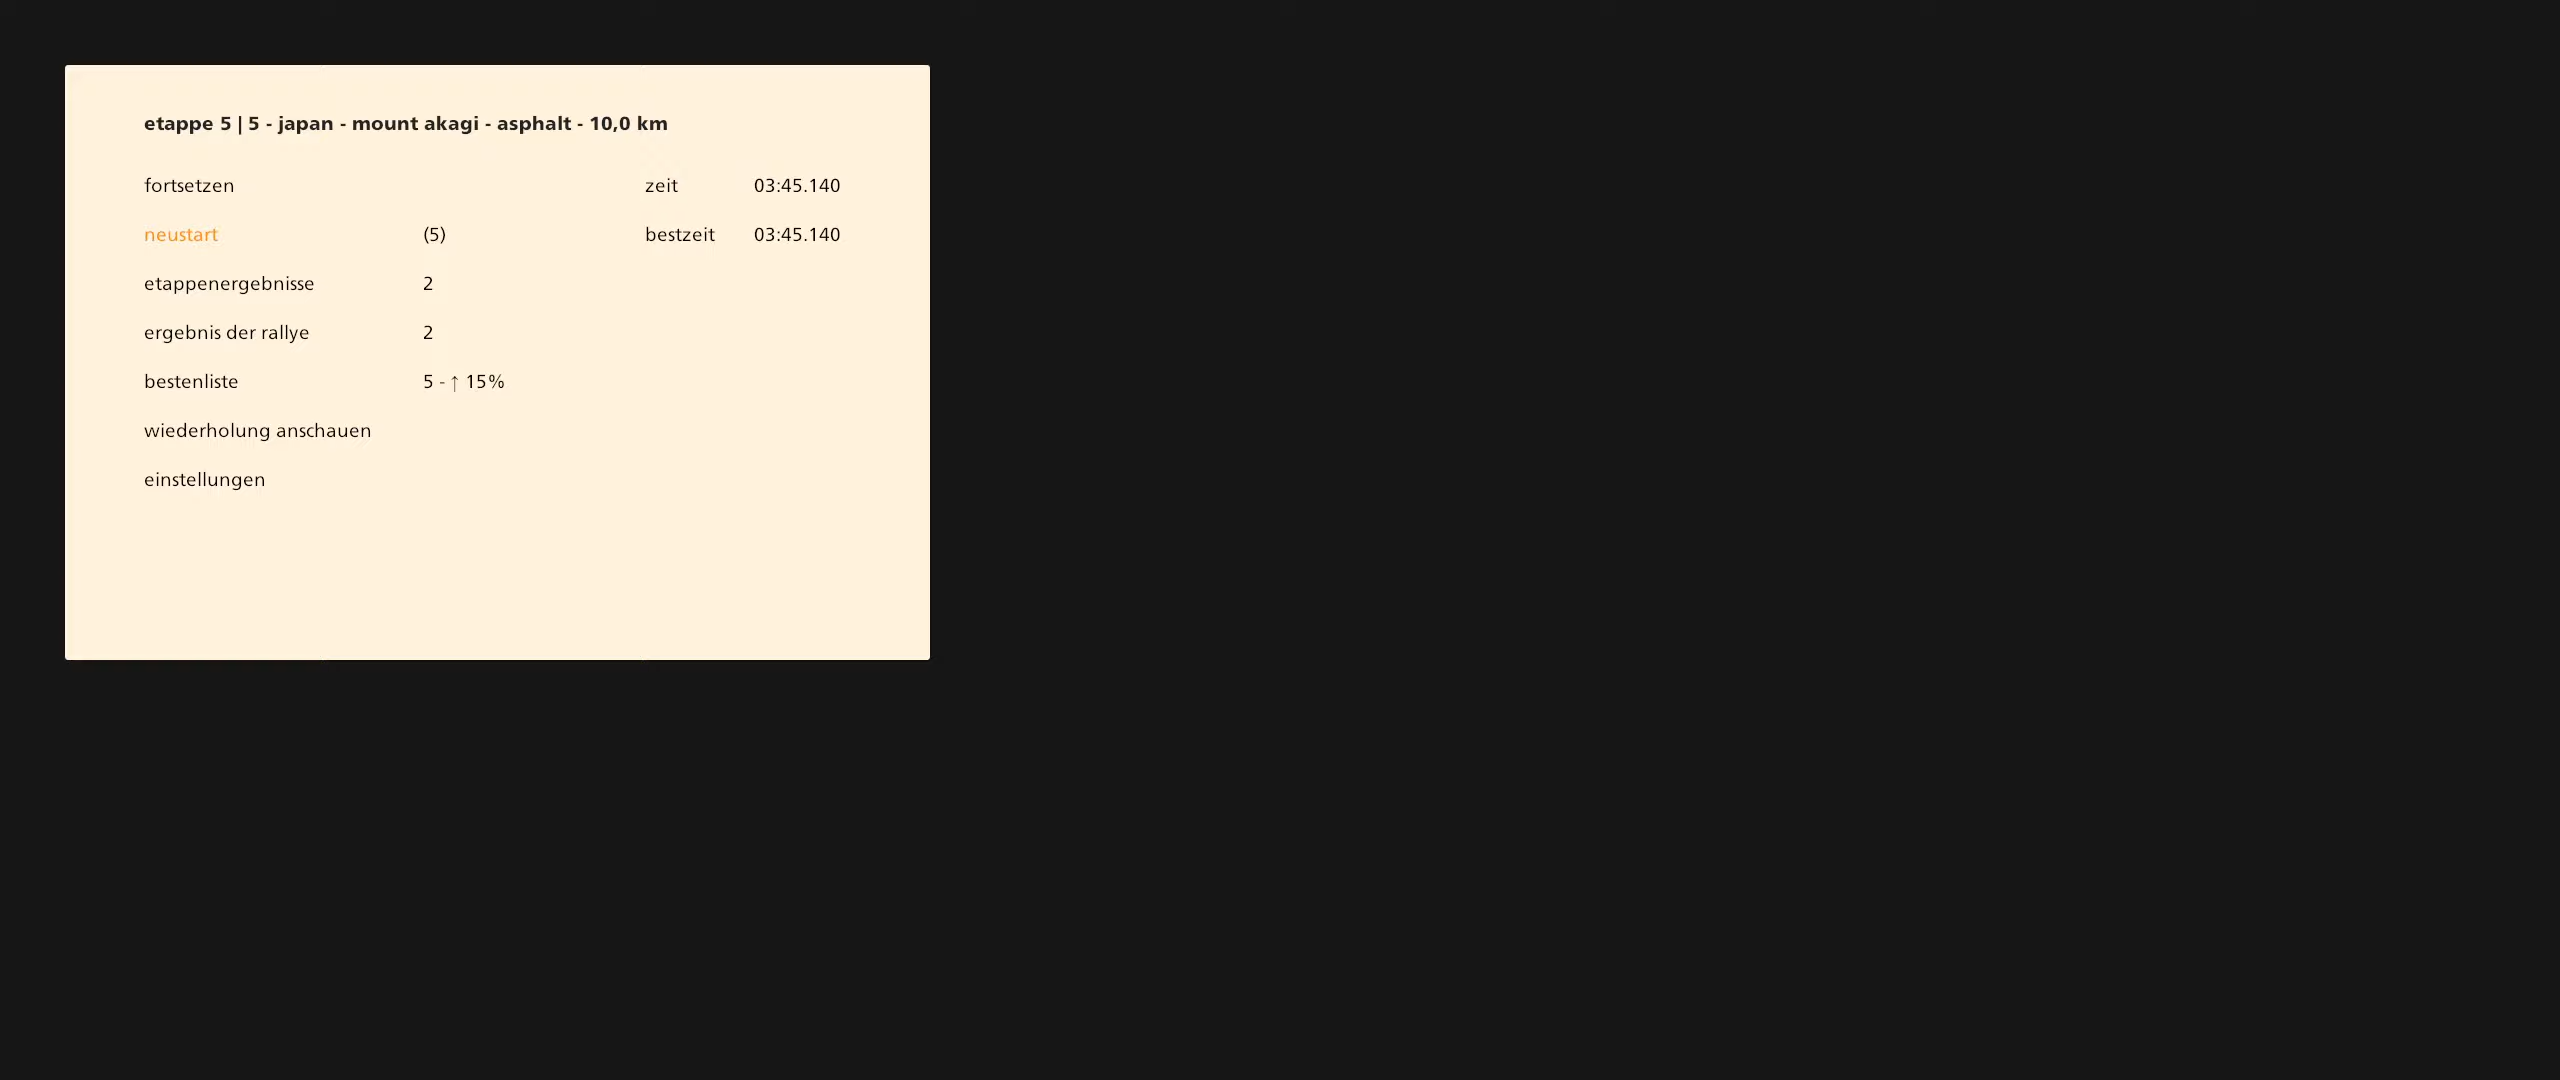 etappe 5 | 5 - japan - mount akagi - asphalt - 10,0 km
fortsetzen zeit 03:45.140
neustart (5) bestzeit 03:45.140
etappenergebnisse 2
ergebnis der rallye 2
bestenliste 5 - ↑ 15%
wiederholung anschauen
einstellungen